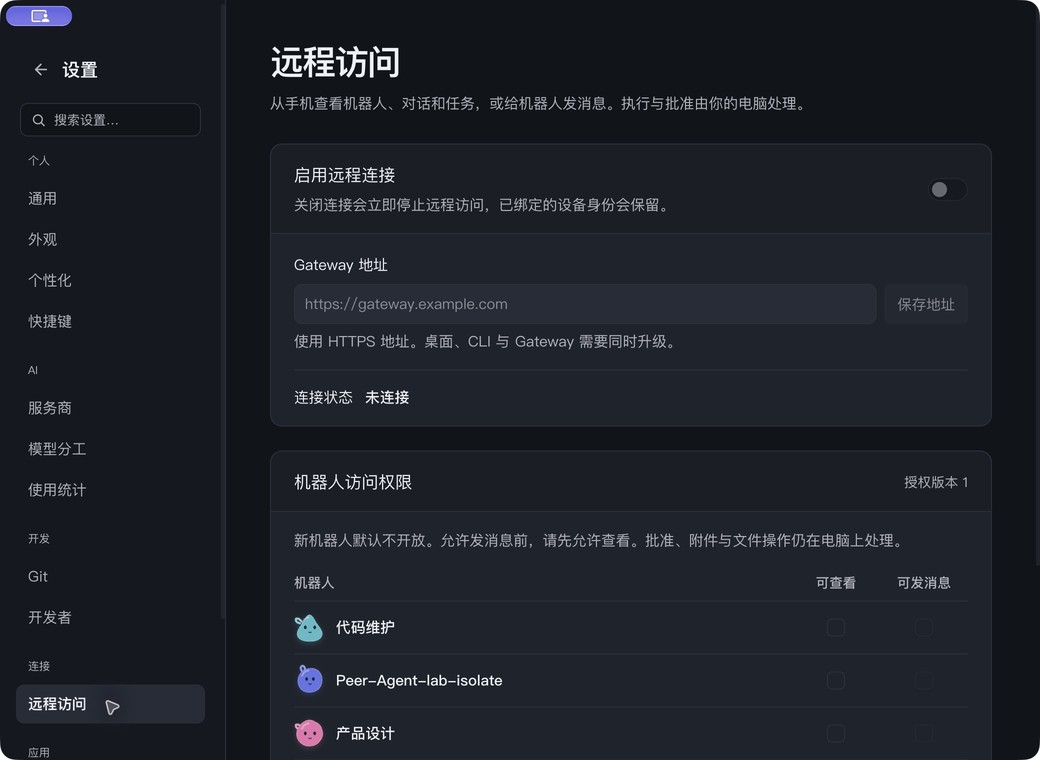 设置
搜索设置...
个人
通用
外观
个性化
快捷键
AI
服务商
模型分工
使用统计
开发
Git
开发者
连接
远程访问
应用
远程访问
从手机查看机器人、对话和任务，或给机器人发消息。执行与批准由你的电脑处理。
启用远程连接
关闭连接会立即停止远程访问，已绑定的设备身份会保留。
Gateway 地址
https://gateway.example.com
保存地址
使用 HTTPS 地址。桌面、CLI 与 Gateway 需要同时升级。
连接状态 未连接
机器人访问权限
授权版本 1
新机器人默认不开放。允许发消息前，请先允许查看。批准、附件与文件操作仍在电脑上处理。
机器人 可查看 可发消息
代码维护
Peer-Agent-lab-isolate
产品设计